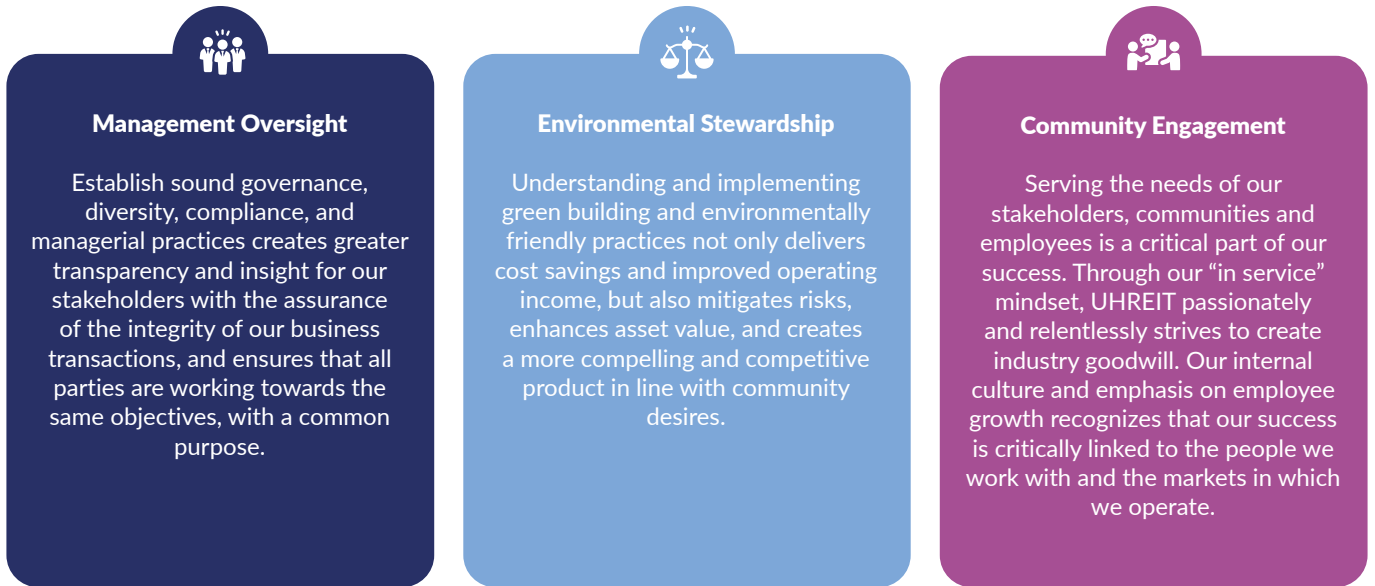 Management Oversight
Establish sound governance,
diversity, compliance, and
managerial practices creates greater
transparency and insight for our
stakeholders with the assurance
of the integrity of our business
transactions, and ensures that all
parties are working towards the
same objectives, with a common
purpose.
Environmental Stewardship
Understanding and implementing
green building and environmentally
friendly practices not only delivers
cost savings and improved operating
income, but also mitigates risks,
enhances asset value, and creates
a more compelling and competitive
product in line with community
desires.
Community Engagement
Serving the needs of our
stakeholders, communities and
employees is a critical part of our
success. Through our “in service”
mindset, UHREIT passionately
and relentlessly strives to create
industry goodwill. Our internal
culture and emphasis on employee
growth recognizes that our success
is critically linked to the people we
work with and the markets in which
we operate.